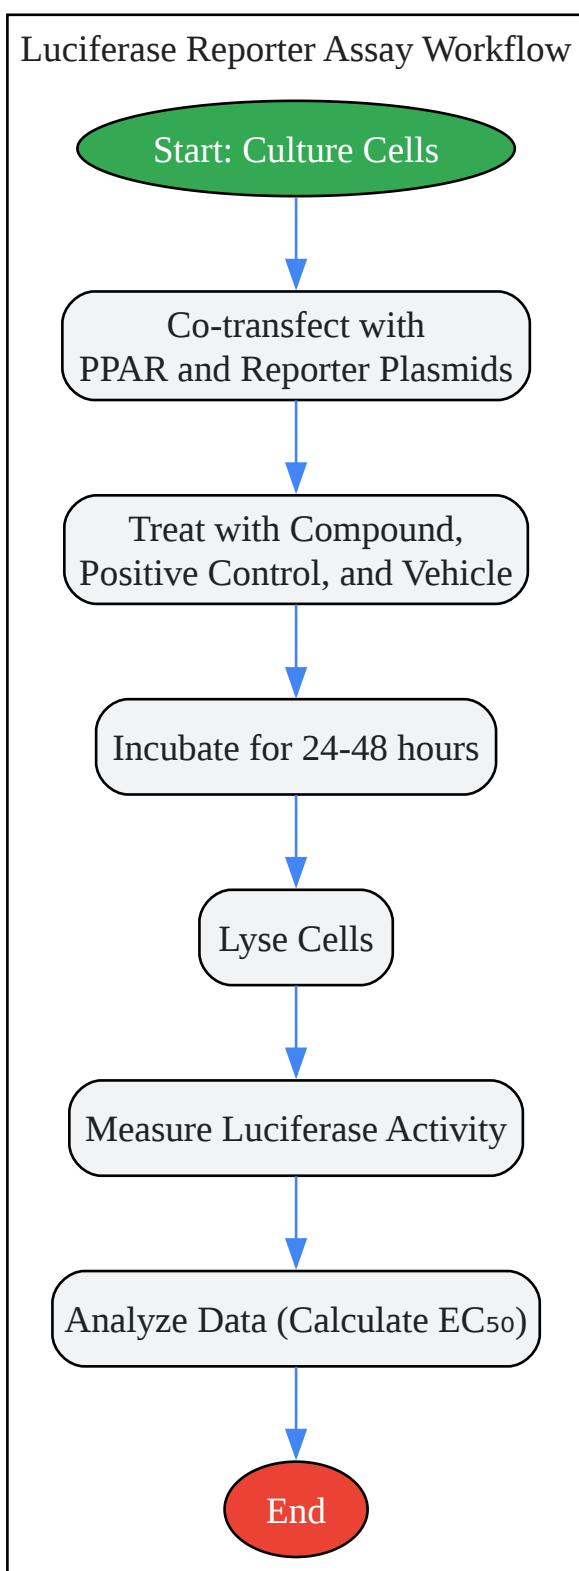 Luciferase Reporter Assay Workflow
Start: Culture Cells
Co-transfect with
PPAR and Reporter Plasmids
Treat with Compound,
Positive Control, and Vehicle
Incubate for 24-48 hours
Lyse Cells
Measure Luciferase Activity
Analyze Data (Calculate EC₅₀)
End